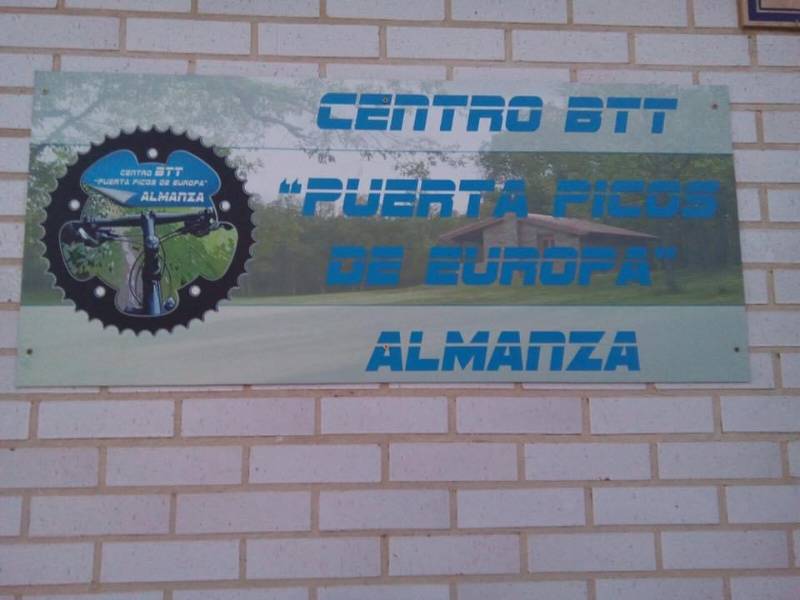 CENTRO BTT
"PUERTA PICOS
DE EUROPA"
ALMANZA
CENTRO BTT
"PUERTA PICOS DE EUROPA"
ALMANZA